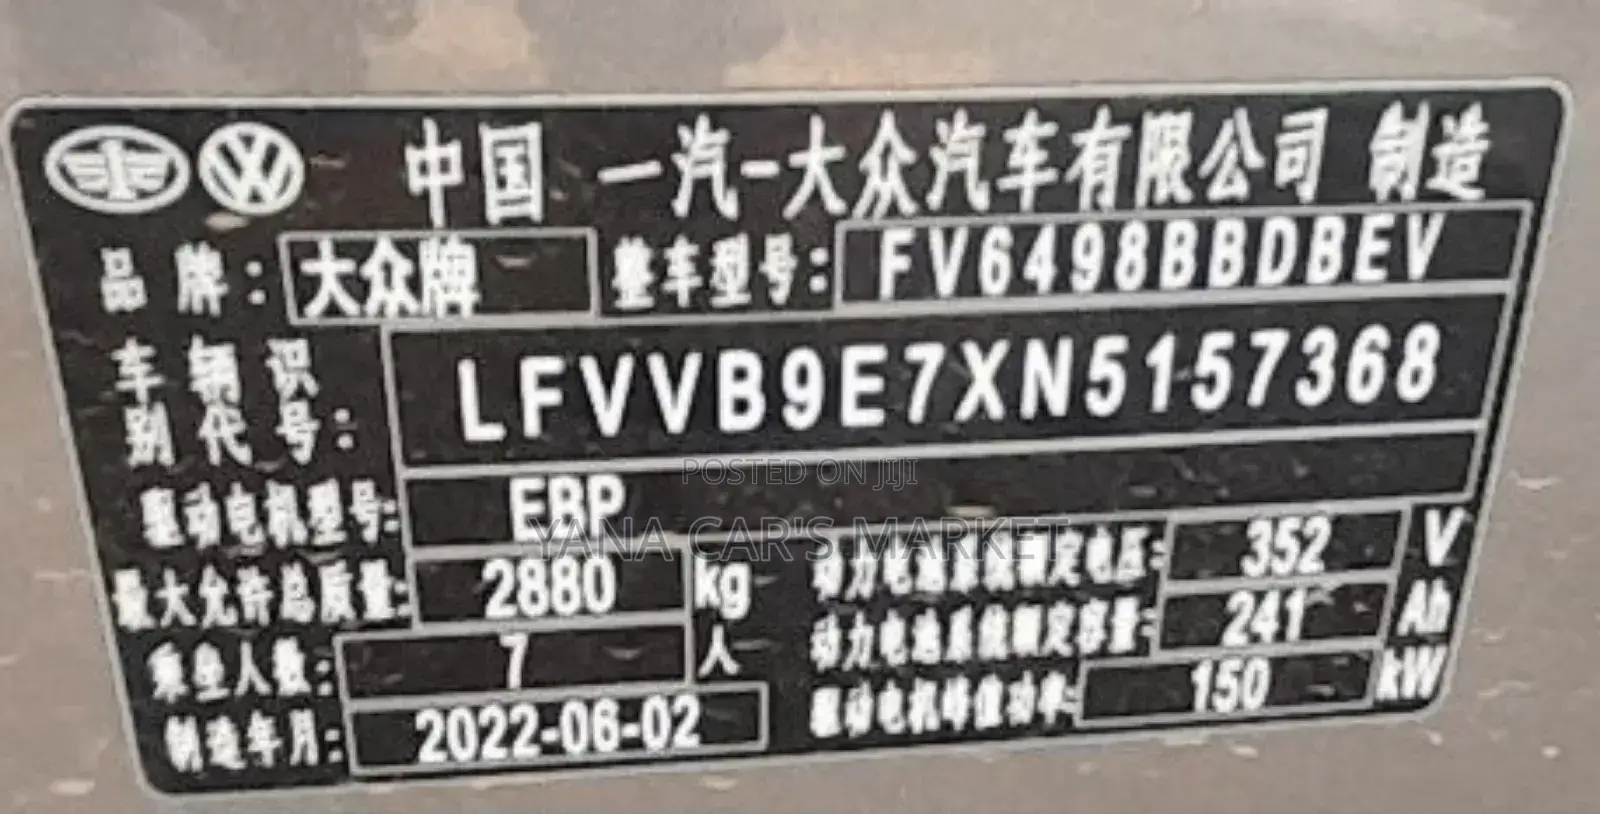 中国 一汽-大众汽车有限公司 制造
品牌: 大众牌 整车型号: FV6498BBDBEV
车辆识别代号: LFVVB9E7XN5157368
驱动电机型号: EBP
最大允许总质量: 2880 kg 动力电池系统额定电压: 352 V
乘坐人数: 7 人 动力电池系统额定容量: 241 Ah
制造年月: 2022-06-02 驱动电机峰值功率: 150 kW
POSTED ON JIJI
YANA CAR'S MARKET